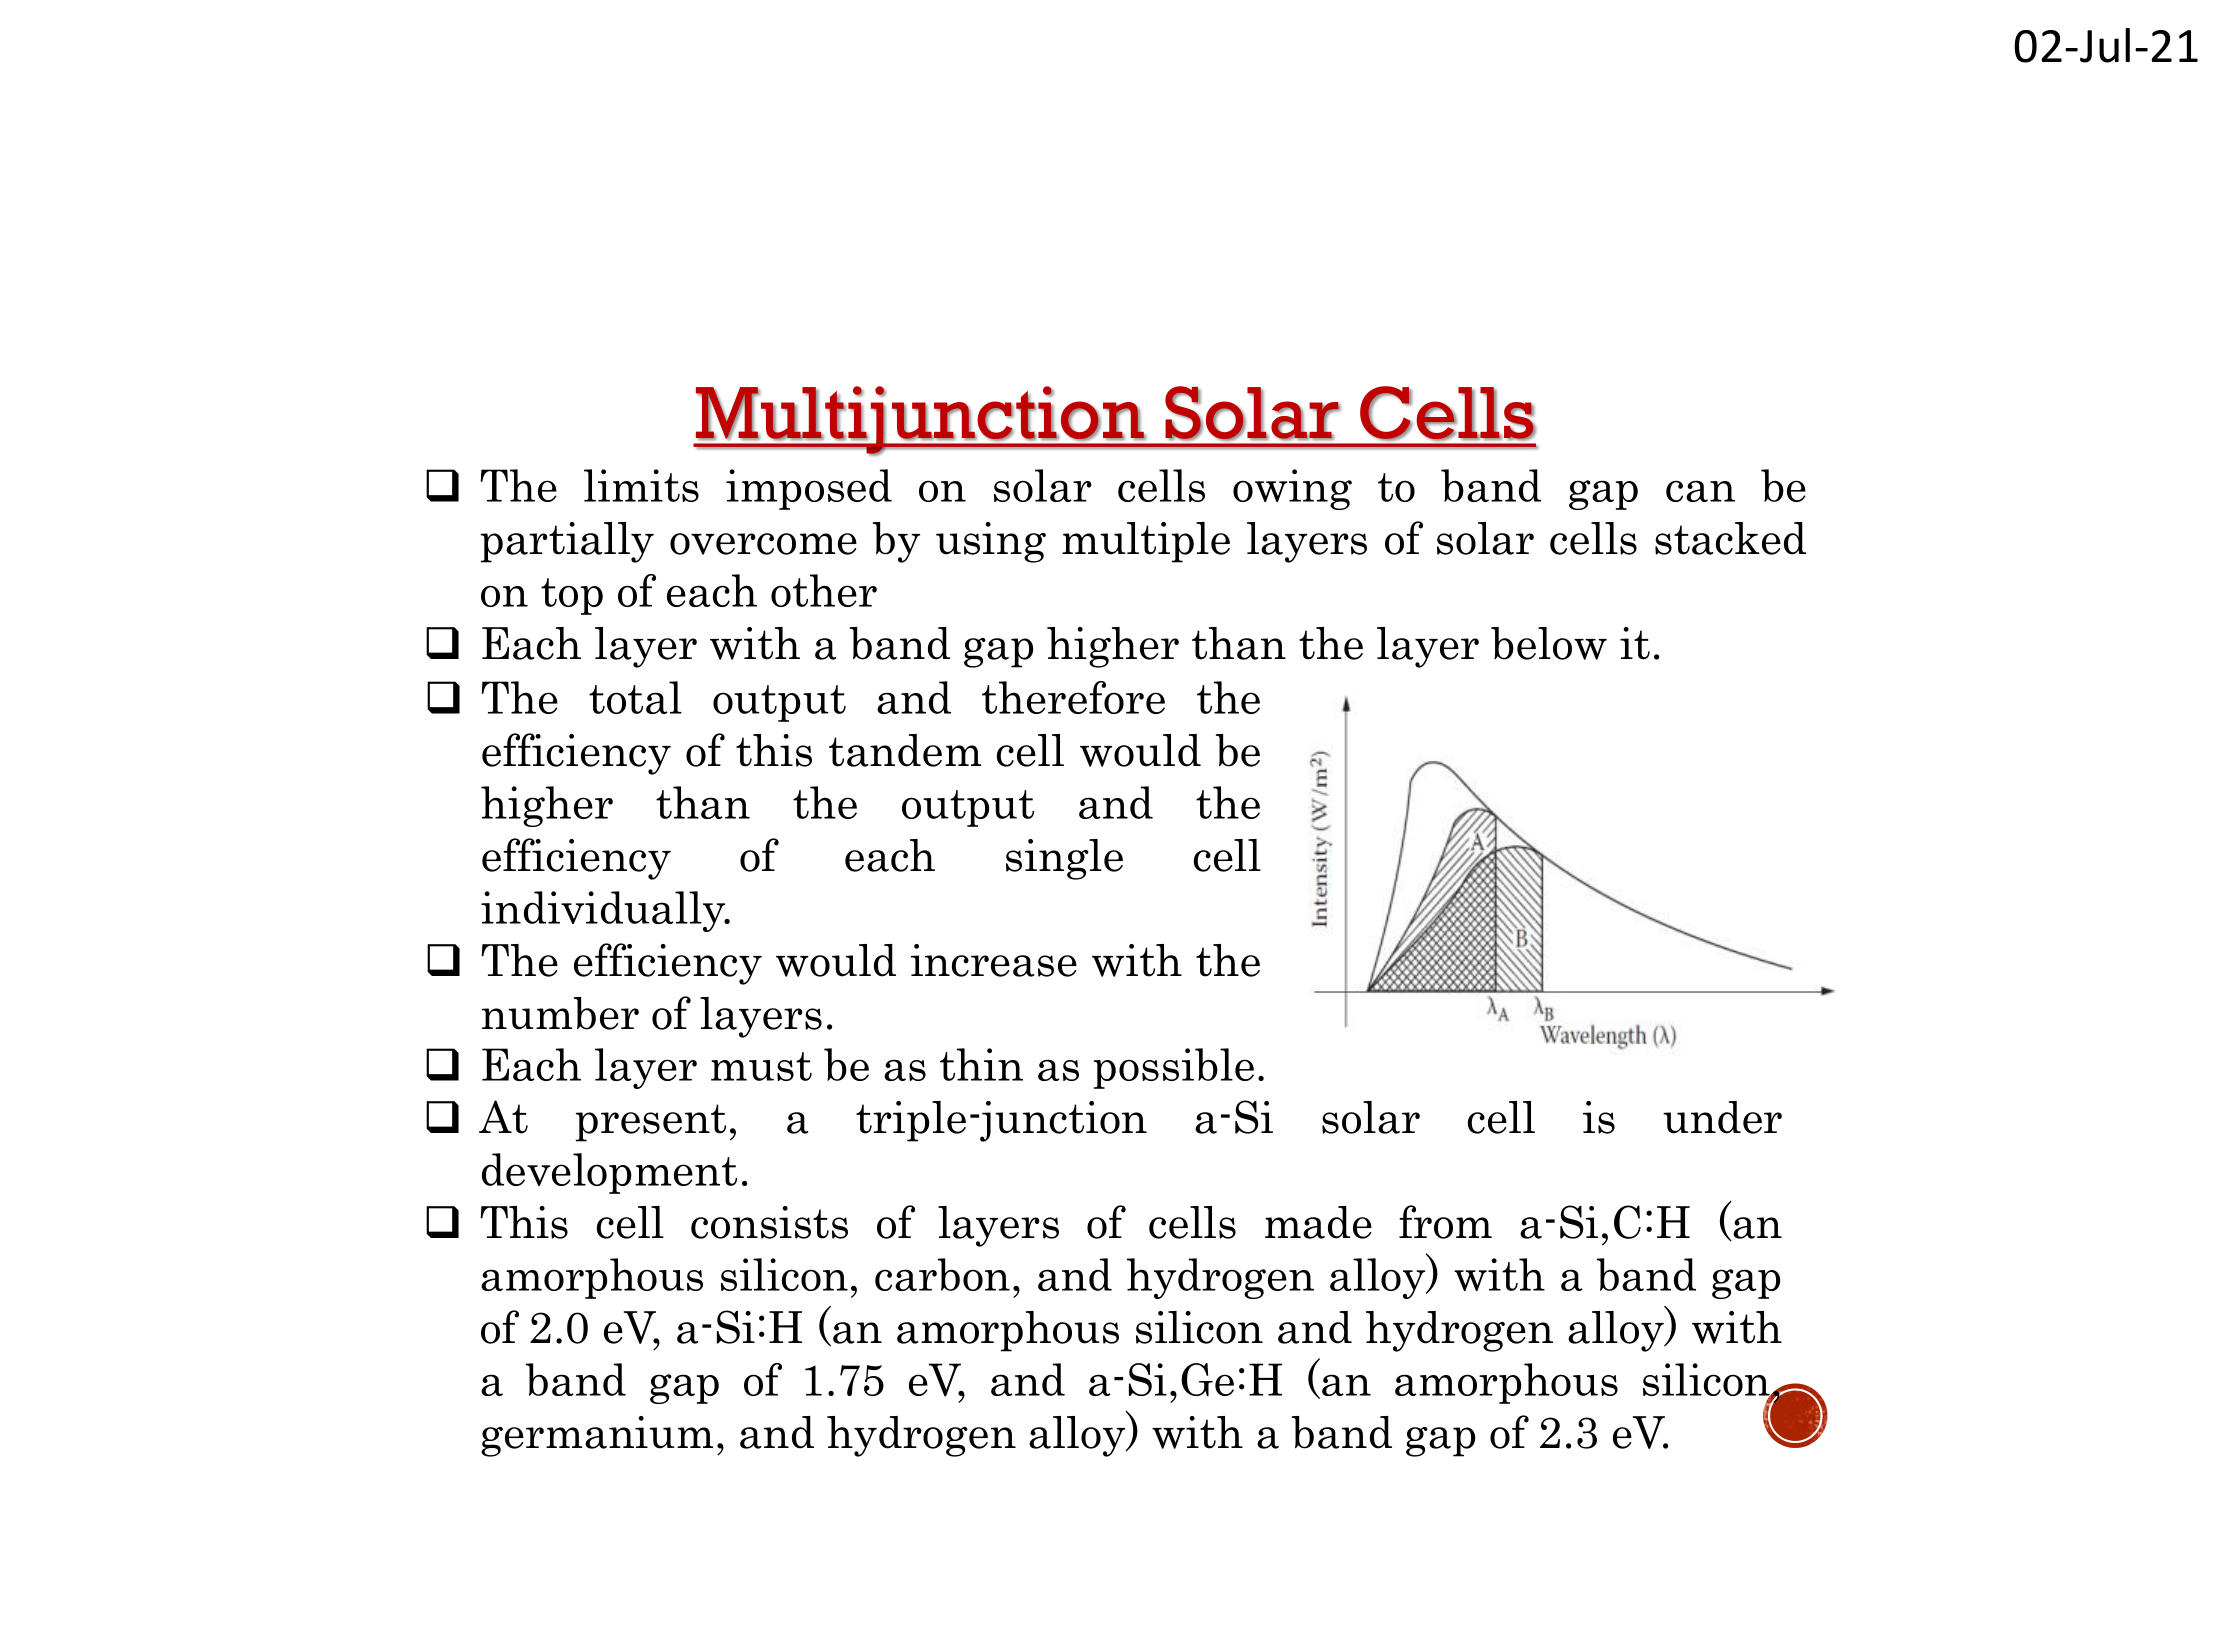 02-Jul-21
Multijunction Solar Cells
❑ The limits imposed on solar cells owing to band gap can be
partially overcome by using multiple layers of solar cells stacked
on top of each other
❑ Each layer with a band gap higher than the layer below it.
❑ The total output and therefore the
efficiency of this tandem cell would be
higher than the output and the
efficiency of each single cell
individually.
❑ The efficiency would increase with the
number of layers.
❑ Each layer must be as thin as possible.
❑ At present, a triple-junction a-Si solar cell is under
development.
❑ This cell consists of layers of cells made from a-Si,C:H (an
amorphous silicon, carbon, and hydrogen alloy) with a band gap
of 2.0 eV, a-Si:H (an amorphous silicon and hydrogen alloy) with
a band gap of 1.75 eV, and a-Si,Ge:H (an amorphous silicon,
germanium, and hydrogen alloy) with a band gap of 2.3 eV.
Intensity (W/m²)
A
B
λA λB
Wavelength (λ)